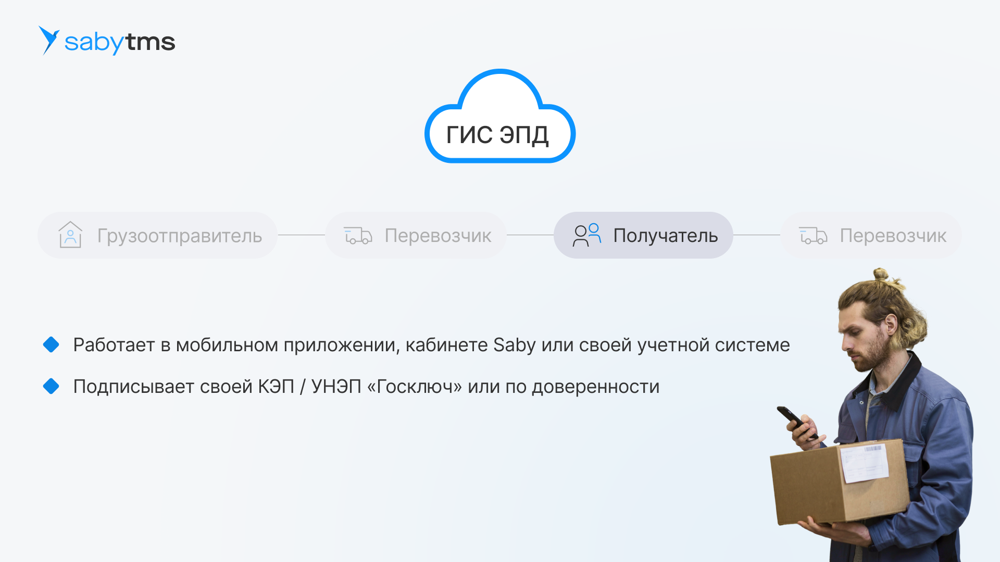 sabytms
ГИС ЭПД
Грузоотправитель
Перевозчик
Получатель
Перевозчик
Работает в мобильном приложении, кабинете Saby или своей учетной системе
Подписывает своей КЭП / УНЭП «Госключ» или по доверенности